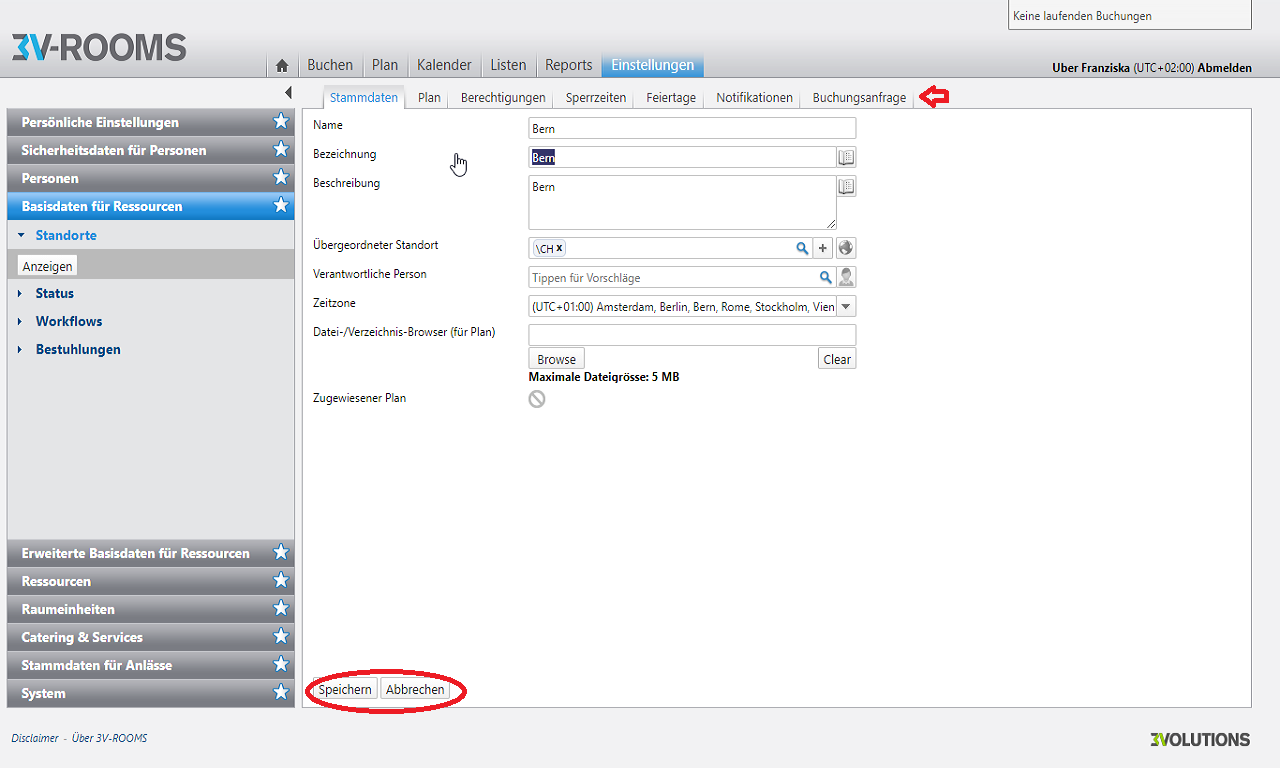 Keine laufenden Buchungen
3V-ROOMS
Buchen Plan Kalender Listen Reports Einstellungen
Uber Franziska (UTC+02:00) Abmelden
Stammdaten Plan Berechtigungen Sperrzeiten Feiertage Notifikationen Buchungsanfrage
Persönliche Einstellungen
Sicherheitsdaten für Personen
Personen
Basisdaten für Ressourcen
Standorte
Anzeigen
Status
Workflows
Bestuhlungen
Erweiterte Basisdaten für Ressourcen
Ressourcen
Raumeinheiten
Catering & Services
Stammdaten für Anlässe
System
Name Bern
Bezeichnung Bern
Beschreibung Bern
Übergeordneter Standort \CH x +
Verantwortliche Person Tippen für Vorschläge
Zeitzone (UTC+01:00) Amsterdam, Berlin, Bern, Rome, Stockholm, Vien
Datei-/Verzeichnis-Browser (für Plan)
Browse Clear
Maximale Dateigrösse: 5 MB
Zugewiesener Plan
Speichern Abbrechen
Disclaimer - Über 3V-ROOMS
3VOLUTIONS